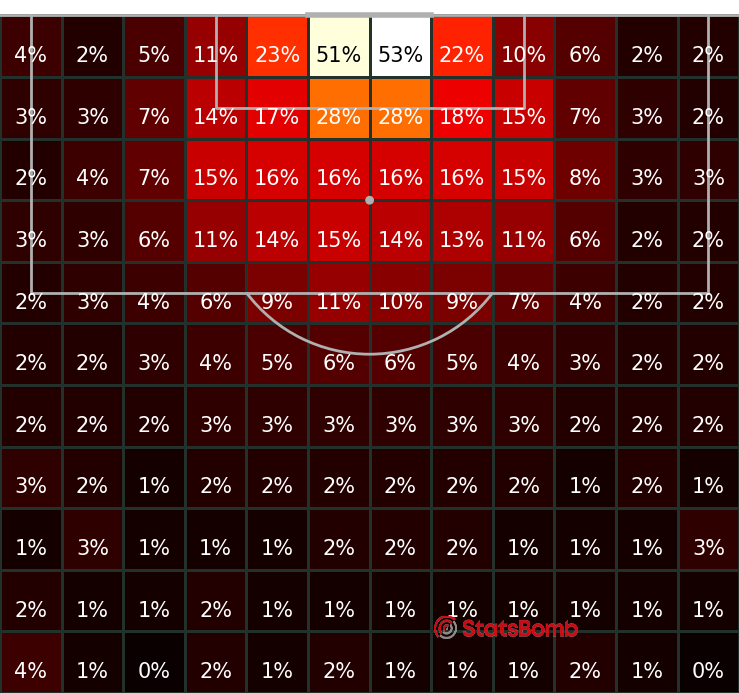 4% 2% 5% 11% 23% 51% 53% 22% 10% 6% 2% 2%
3% 3% 7% 14% 17% 28% 28% 18% 15% 7% 3% 2%
2% 4% 7% 15% 16% 16% 16% 16% 15% 8% 3% 3%
3% 3% 6% 11% 14% 15% 14% 13% 11% 6% 2% 2%
2% 3% 4% 6% 9% 11% 10% 9% 7% 4% 2% 2%
2% 2% 3% 4% 5% 6% 6% 5% 4% 3% 2% 2%
2% 2% 2% 3% 3% 3% 3% 3% 3% 2% 2% 2%
3% 2% 1% 2% 2% 2% 2% 2% 2% 1% 2% 1%
1% 3% 1% 1% 1% 2% 2% 2% 1% 1% 1% 3%
2% 1% 1% 2% 1% 1% 1% 1% 1% 1% 1% 1%
StatsBomb
4% 1% 0% 2% 1% 2% 1% 1% 1% 2% 1% 0%